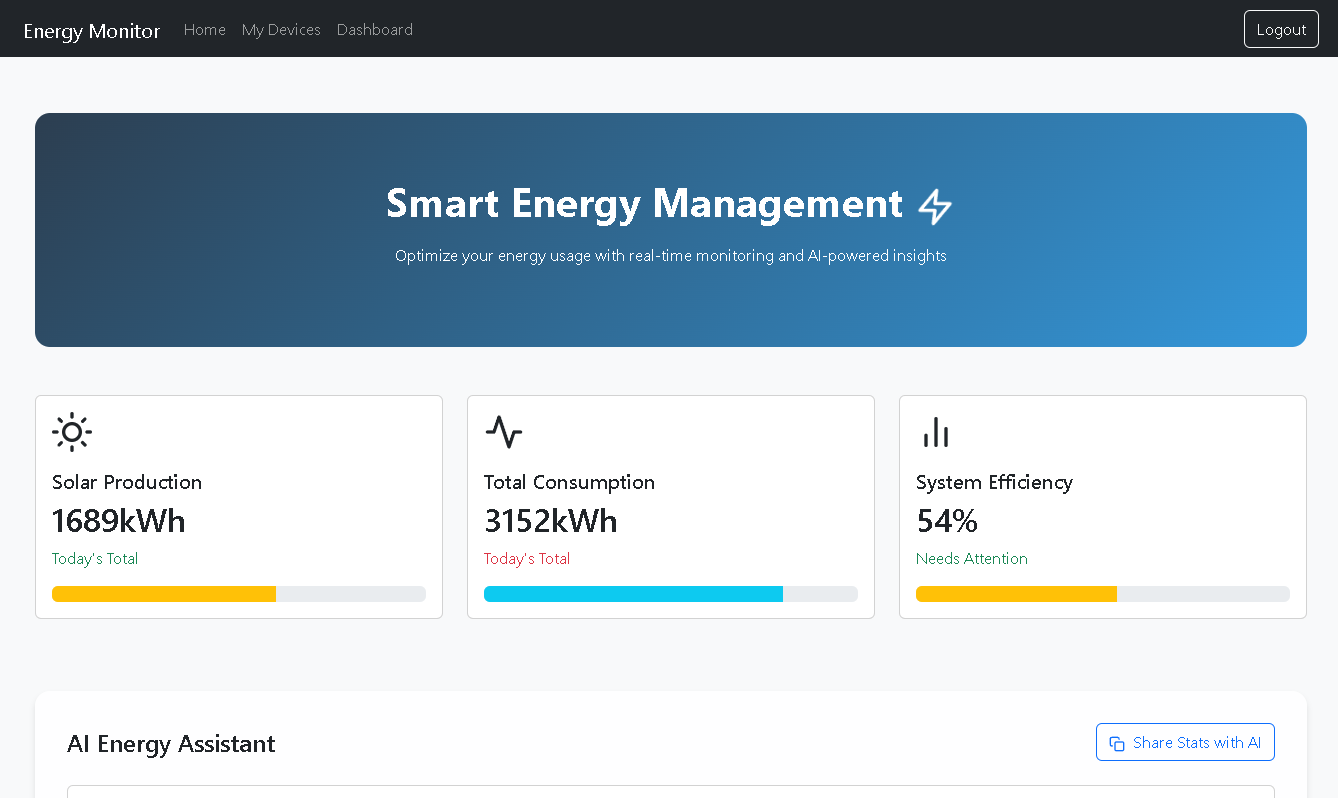 Energy Monitor Home My Devices Dashboard Logout
Smart Energy Management
Optimize your energy usage with real-time monitoring and AI-powered insights
Solar Production
1689kWh
Today's Total
Total Consumption
3152kWh
Today's Total
System Efficiency
54%
Needs Attention
AI Energy Assistant
Share Stats with AI